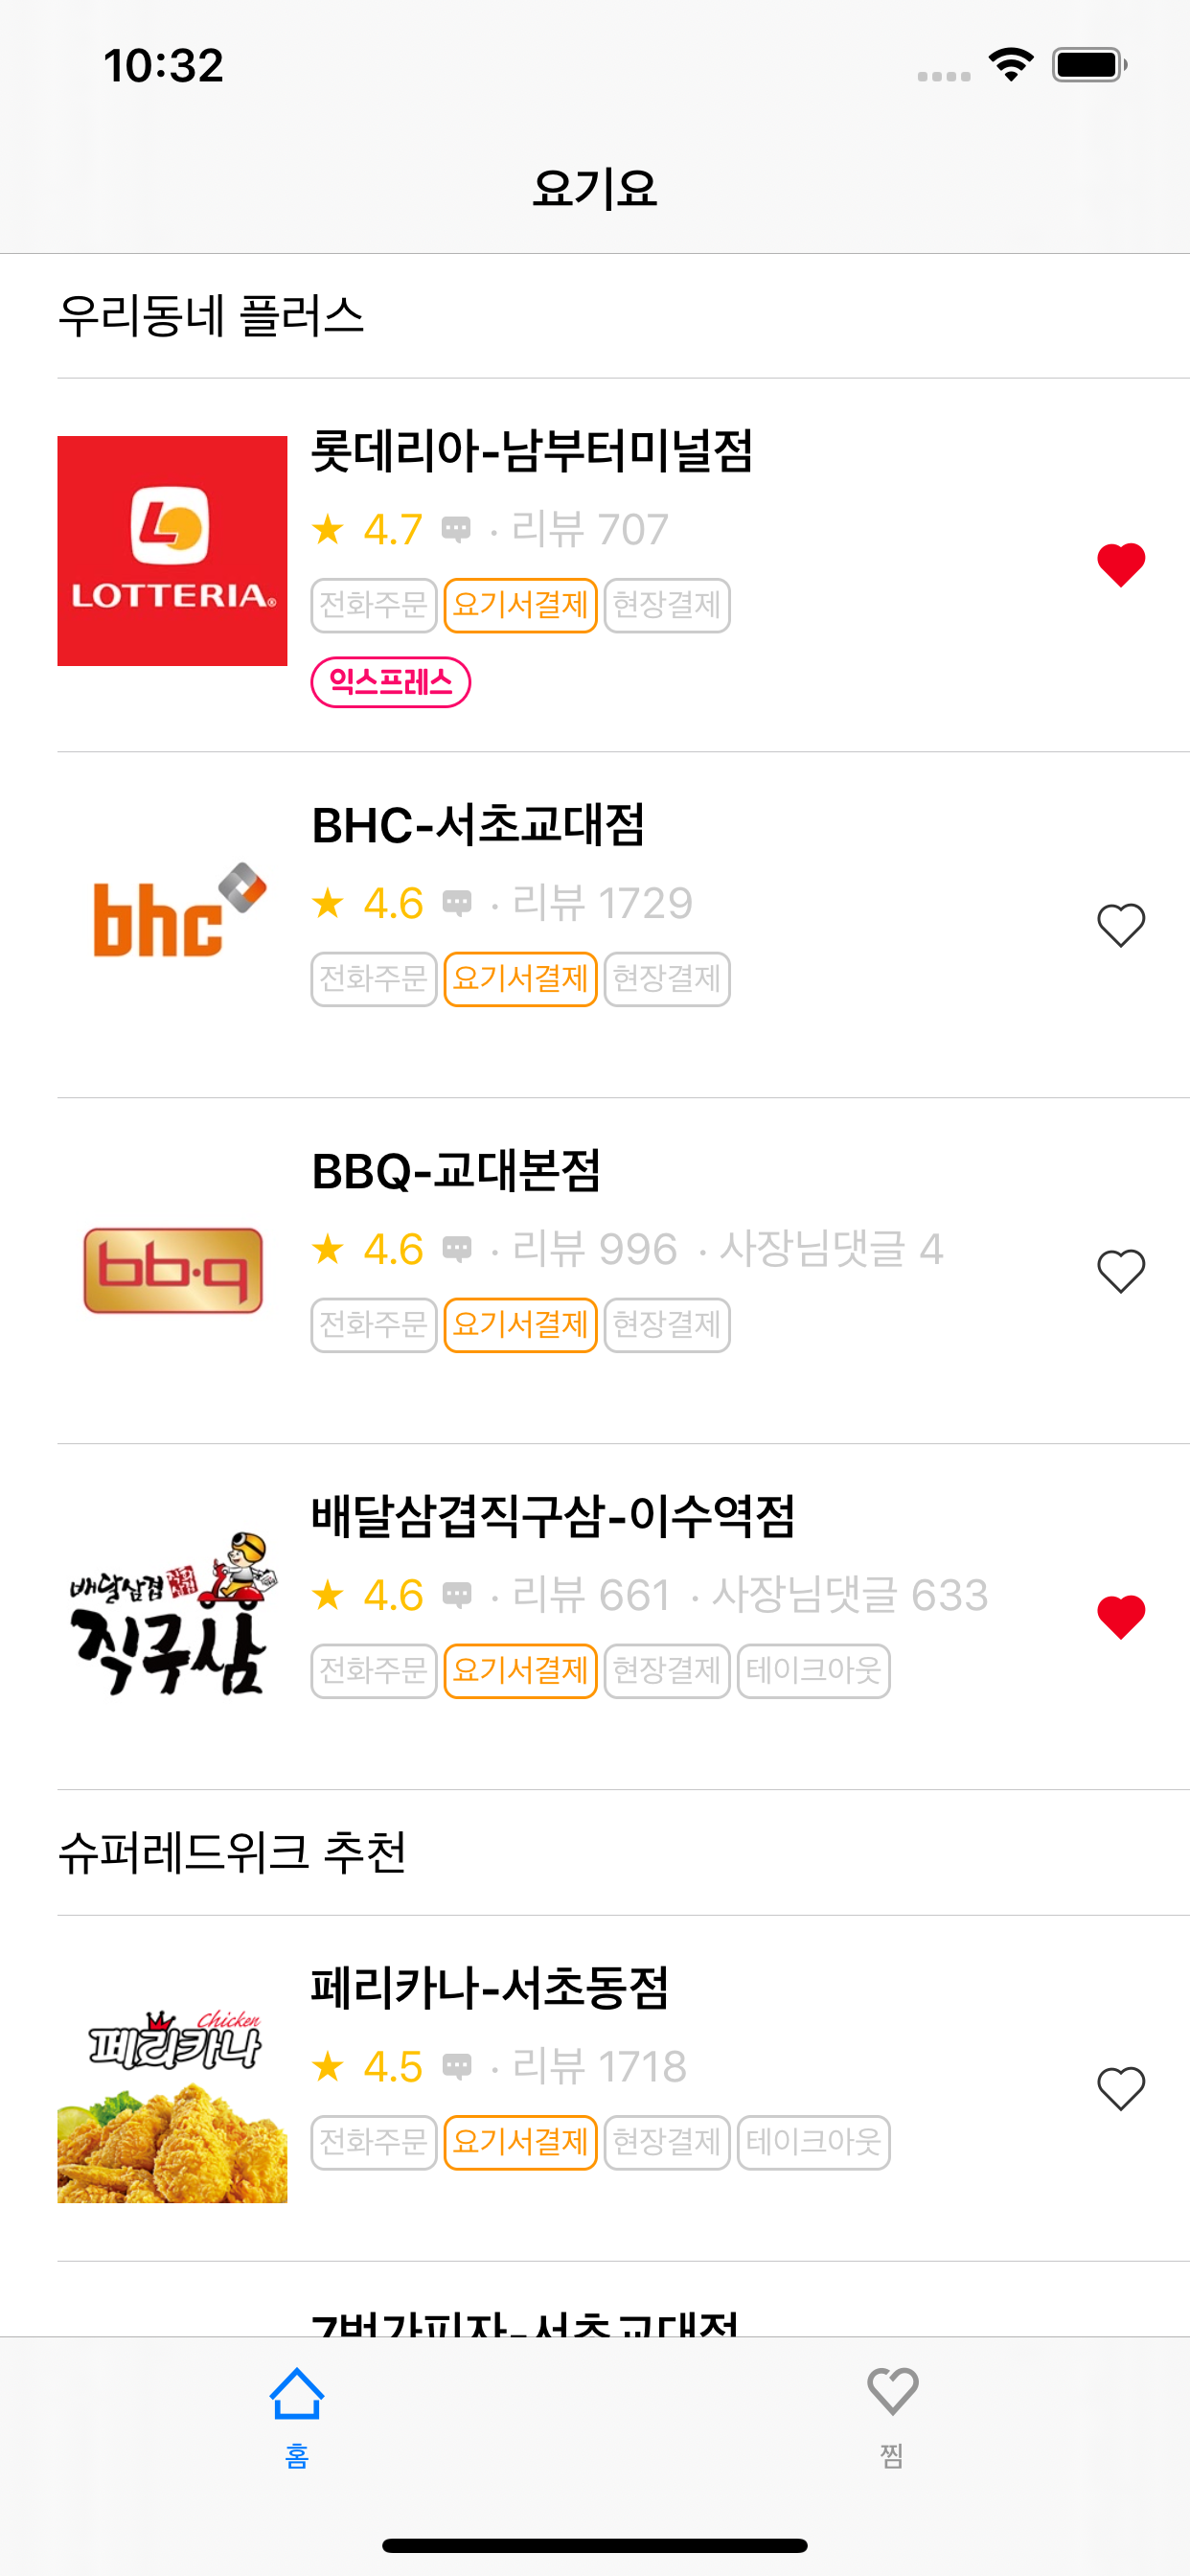 10:32
요기요
우리동네 플러스
LOTTERIA
롯데리아-남부터미널점
★ 4.7 · 리뷰 707
전화주문 요기서결제 현장결제
익스프레스
bhc
BHC-서초교대점
★ 4.6 · 리뷰 1729
전화주문 요기서결제 현장결제
bb·q
BBQ-교대본점
★ 4.6 · 리뷰 996 · 사장님댓글 4
전화주문 요기서결제 현장결제
배달삼겹
직구삼
배달삼겹직구삼-이수역점
★ 4.6 · 리뷰 661 · 사장님댓글 633
전화주문 요기서결제 현장결제 테이크아웃
슈퍼레드위크 추천
Chicken
페리카나
페리카나-서초동점
★ 4.5 · 리뷰 1718
전화주문 요기서결제 현장결제 테이크아웃
7번가피자-서초교대점
홈 찜